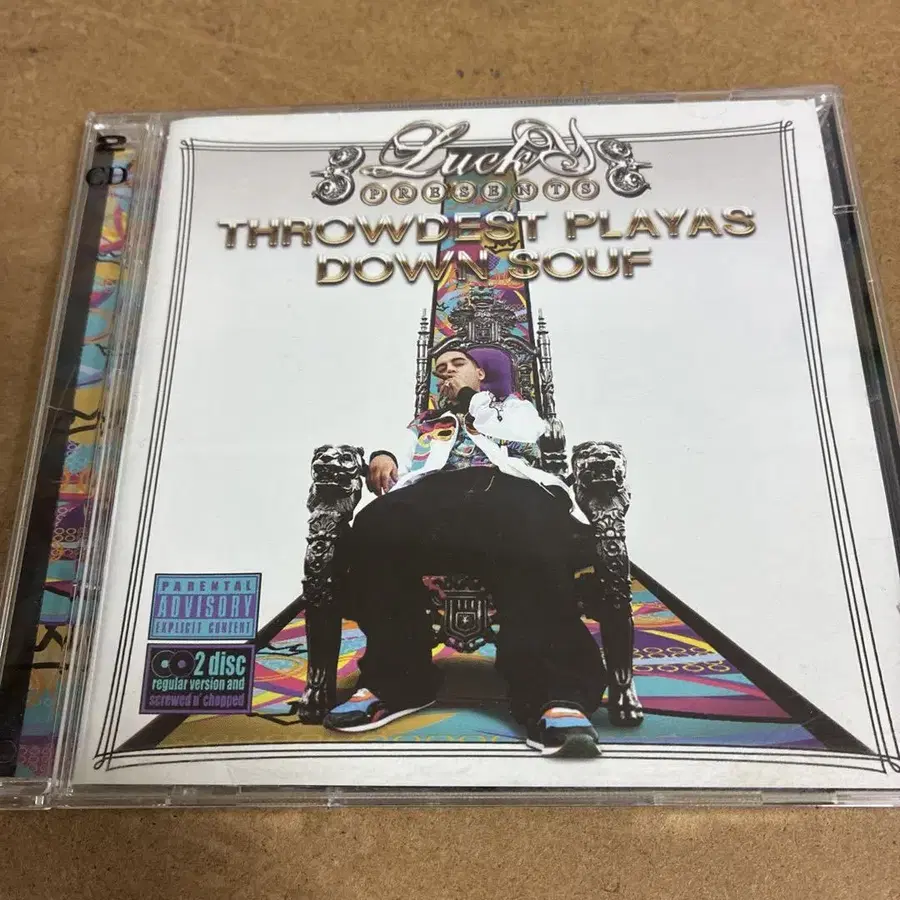 2
CD
Lucky
PRESENTS
THROWDEST PLAYAS
DOWN SOUF
PARENTAL
ADVISORY
EXPLICIT CONTENT
2 disc
regular version and
screwed n' chopped